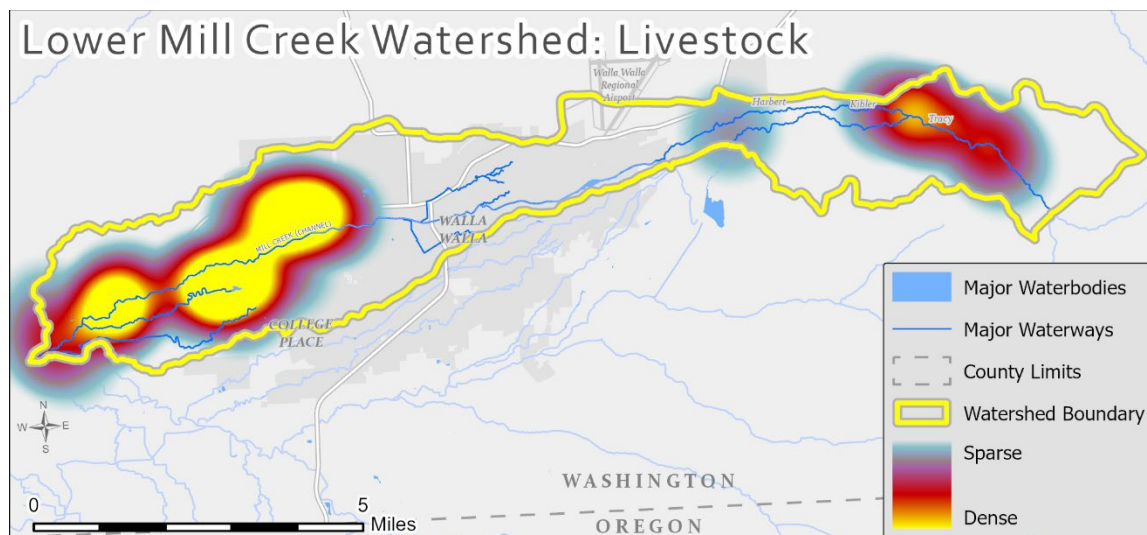 Lower Mill Creek Watershed: Livestock
Walla Walla
Regional
Airport
Harbert
Kibler
Tracy
MILL CREEK (CHANNEL)
WALLA
WALLA
COLLEGE
PLACE
N
W E
S
0 5
Miles
WASHINGTON
OREGON
Major Waterbodies
Major Waterways
County Limits
Watershed Boundary
Sparse
Dense